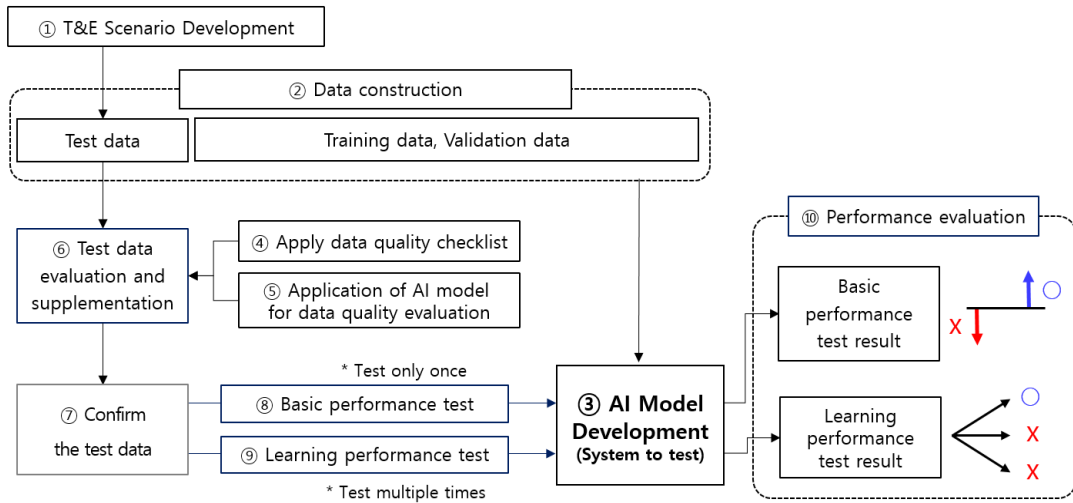 ① T&E Scenario Development
② Data construction
Test data
Training data, Validation data
⑥ Test data
evaluation and
supplementation
④ Apply data quality checklist
⑤ Application of AI model
for data quality evaluation
⑦ Confirm
the test data
* Test only once
⑧ Basic performance test
⑨ Learning performance test
* Test multiple times
③ AI Model
Development
(System to test)
⑩ Performance evaluation
Basic
performance
test result
X
Learning
performance
test result
X
X